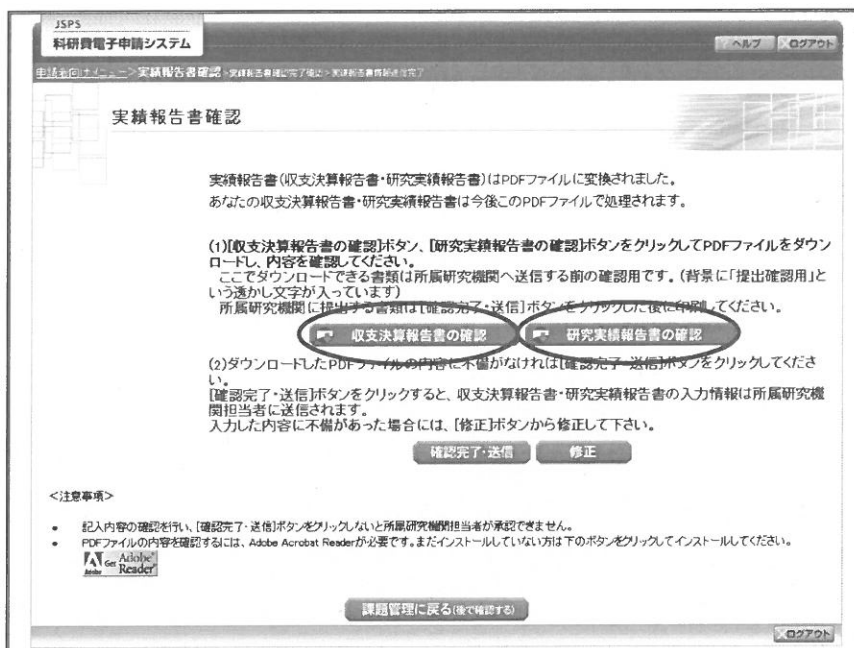 JSPS
科研費電子申請システム
ヘルプ
ログアウト
申請者向けメニュー>実績報告書確認>実績報告書確認完了確認>実績報告書情報送信完了
実績報告書確認
実績報告書(収支決算報告書・研究実績報告書)はPDFファイルに変換されました。
あなたの収支決算報告書・研究実績報告書は今後このPDFファイルで処理されます。
(1)[収支決算報告書の確認]ボタン、[研究実績報告書の確認]ボタンをクリックしてPDFファイルをダウン
ロードし、内容を確認してください。
ここでダウンロードできる書類は所属研究機関へ送信する前の確認用です。(背景に「提出確認用」と
いう透かし文字が入っています)
所属研究機関に提出する書類は[確認完了・送信]ボタンをクリックした後に印刷してください。
収支決算報告書の確認
研究実績報告書の確認
(2)ダウンロードしたPDFファイルの内容に不備がなければ[確認完了・送信]ボタンをクリックしてくださ
い。
[確認完了・送信]ボタンをクリックすると、収支決算報告書・研究実績報告書の入力情報は所属研究機
関担当者に送信されます。
入力した内容に不備があった場合には、[修正]ボタンから修正して下さい。
確認完了・送信
修正
<注意事項>
• 記入内容の確認を行い、[確認完了・送信]ボタンをクリックしないと所属研究機関担当者が承認できません。
• PDFファイルの内容を確認するには、Adobe Acrobat Readerが必要です。まだインストールしていない方は下のボタンをクリックしてインストールしてください。
Adobe
Get Adobe®
Reader®
課題管理に戻る(後で確認する)
ログアウト